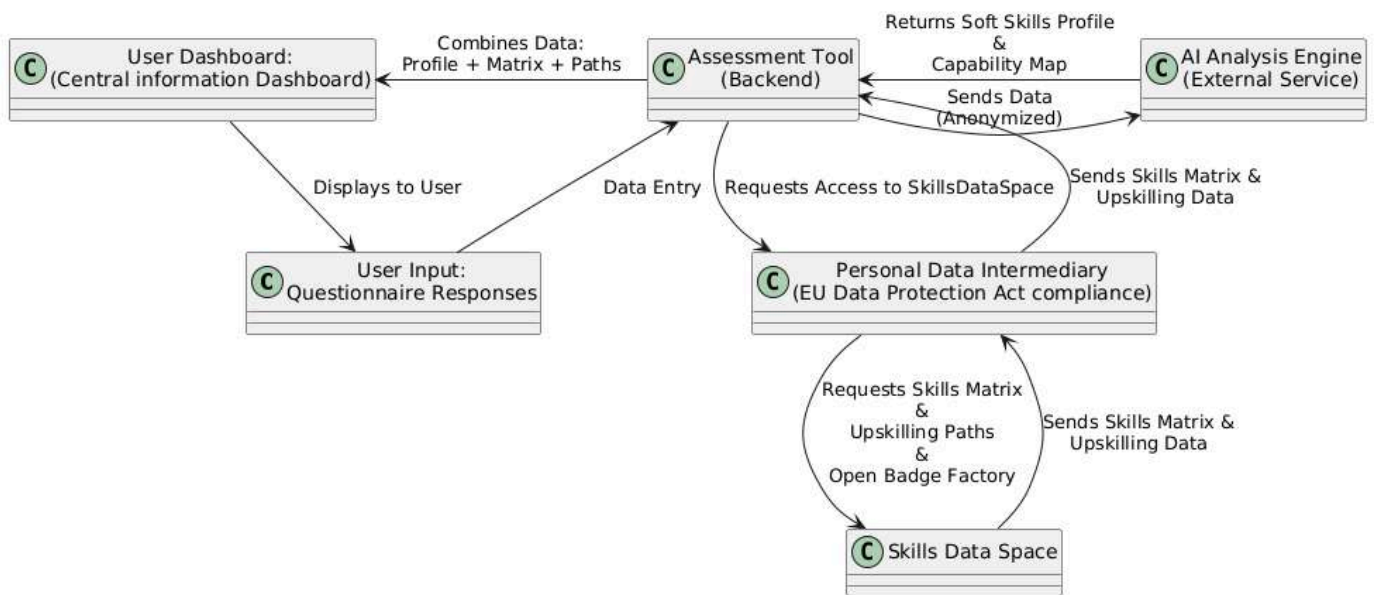 Returns Soft Skills Profile
&
Capability Map
Combines Data:
Profile + Matrix + Paths
C
User Dashboard:
(Central information Dashboard)
C
Assessment Tool
(Backend)
C
AI Analysis Engine
(External Service)
Sends Data
(Anonymized)
Displays to User
Data Entry
Requests Access to SkillsDataSpace
Sends Skills Matrix &
Upskilling Data
C
User Input:
Questionnaire Responses
C
Personal Data Intermediary
(EU Data Protection Act compliance)
Requests Skills Matrix
&
Upskilling Paths
&
Open Badge Factory
Sends Skills Matrix &
Upskilling Data
C
Skills Data Space